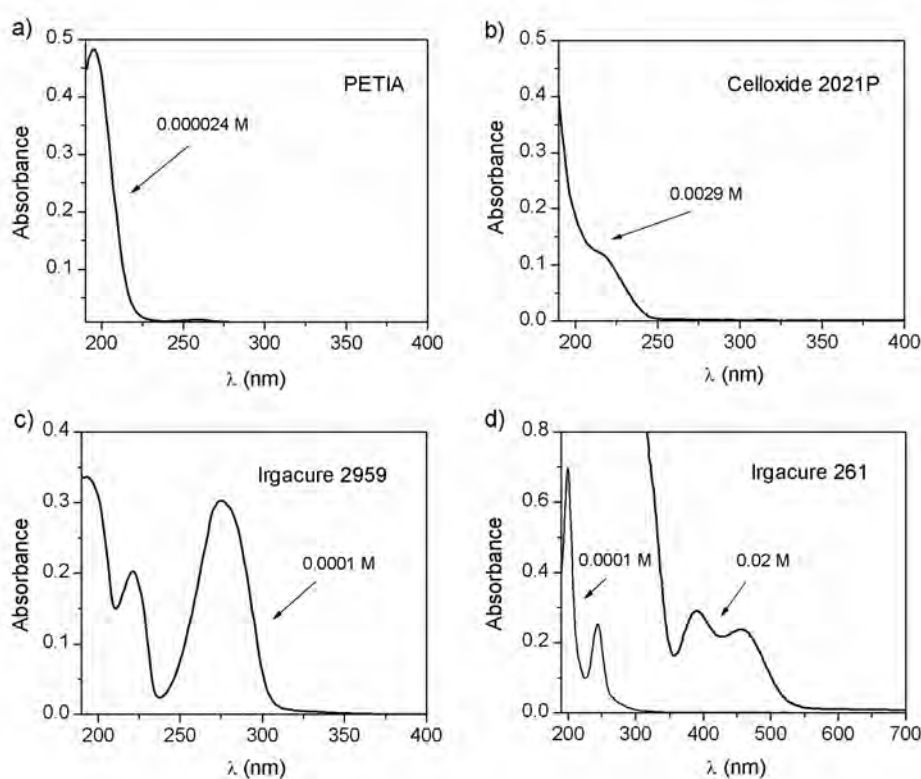 a)
0.5
0.4
0.3
0.2
0.1
Absorbance
PETIA
0.000024 M
200 250 300 350 400
λ (nm)
b)
0.5
0.4
0.3
0.2
0.1
0.0
Absorbance
Celloxide 2021P
0.0029 M
200 250 300 350 400
λ (nm)
c)
0.4
0.3
0.2
0.1
0.0
Absorbance
Irgacure 2959
0.0001 M
200 250 300 350 400
λ (nm)
d)
0.8
0.6
0.4
0.2
0.0
Absorbance
Irgacure 261
0.0001 M
0.02 M
200 300 400 500 600 700
λ (nm)